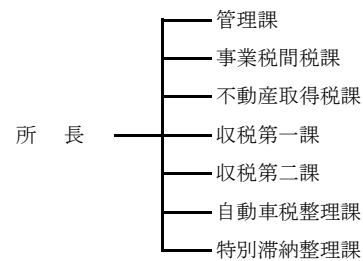 管理課
事業税間税課
不動産取得税課
所　長
収税第一課
収税第二課
自動車税整理課
特別滞納整理課